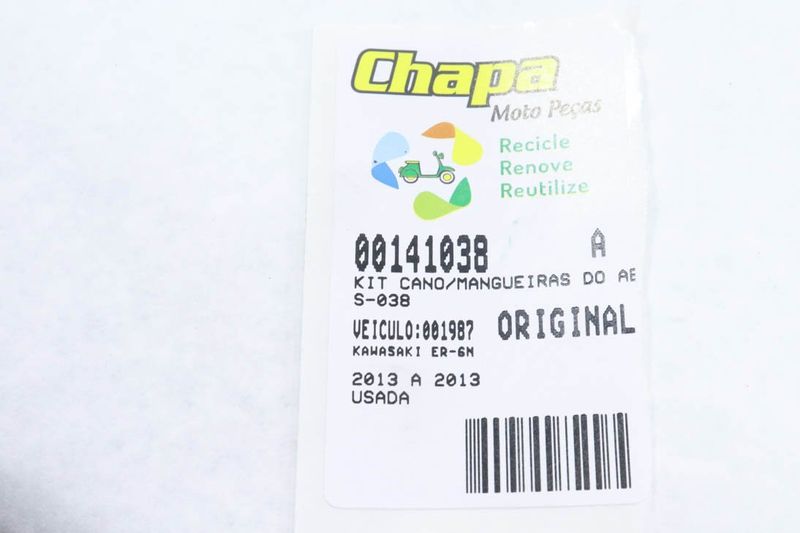 Chapa
Moto Peças
Recicle
Renove
Reutilize
00141038 A
KIT CANO/MANGUEIRAS DO AB
S-038
VEICULO:001987 ORIGINAL
KAWASAKI ER-6N
2013 A 2013
USADA